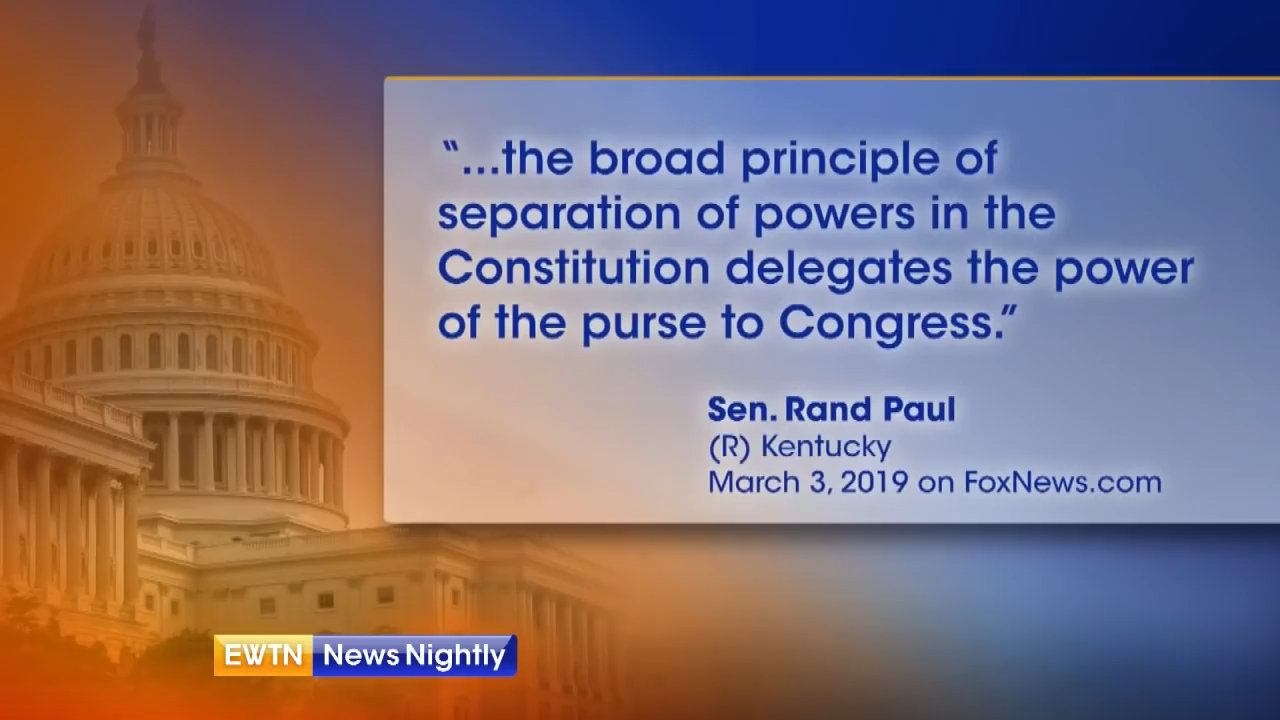 “...the broad principle of
separation of powers in the
Constitution delegates the power
of the purse to Congress.”
Sen. Rand Paul
(R) Kentucky
March 3, 2019 on FoxNews.com
EWTN News Nightly